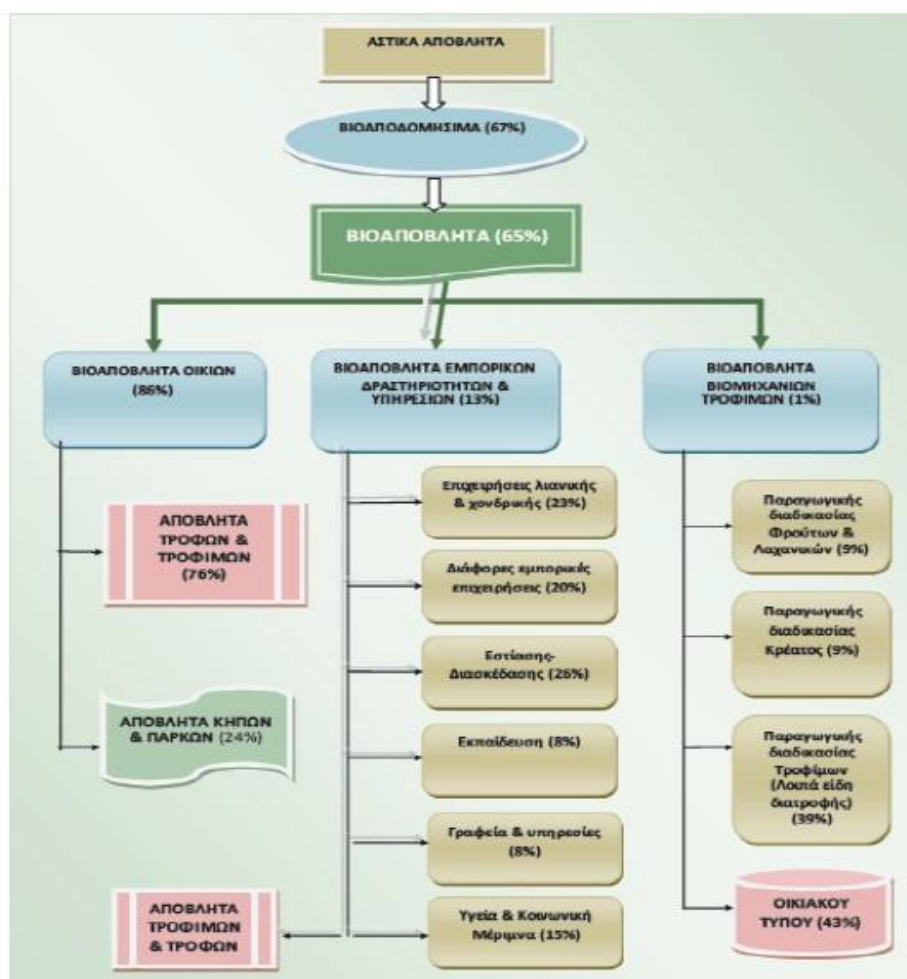 ΑΣΤΙΚΑ ΑΠΟΒΛΗΤΑ
ΒΙΟΑΠΟΔΟΜΗΣΙΜΑ (67%)
ΒΙΟΑΠΟΒΛΗΤΑ (65%)
ΒΙΟΑΠΟΒΛΗΤΑ ΟΙΚΙΩΝ
(86%)
ΒΙΟΑΠΟΒΛΗΤΑ ΕΜΠΟΡΙΚΩΝ
ΔΡΑΣΤΗΡΙΟΤΗΤΩΝ &
ΥΠΗΡΕΣΙΩΝ (13%)
ΒΙΟΑΠΟΒΛΗΤΑ
ΒΙΟΜΗΧΑΝΙΩΝ
ΤΡΟΦΙΜΩΝ (1%)
ΑΠΟΒΛΗΤΑ
ΤΡΟΦΩΝ &
ΤΡΟΦΙΜΩΝ
(76%)
ΑΠΟΒΛΗΤΑ ΚΗΠΩΝ
& ΠΑΡΚΩΝ (24%)
Επιχειρήσεις λιανικής
& χονδρικής (23%)
Διάφορες εμπορικές
επιχειρήσεις (20%)
Εστίασης-
Διασκέδασης (26%)
Εκπαίδευση (8%)
Γραφεία & υπηρεσίες
(8%)
Υγεία & Κοινωνική
Μέριμνα (15%)
ΑΠΟΒΛΗΤΑ
ΤΡΟΦΙΜΩΝ
& ΤΡΟΦΩΝ
Παραγωγικής
διαδικασίας
Φρούτων &
Λαχανικών (9%)
Παραγωγικής
διαδικασίας
Κρέατος (9%)
Παραγωγικής
διαδικασίας
Τροφίμων
(Λοιπά είδη
διατροφής)
(39%)
ΟΙΚΙΑΚΟΥ
ΤΥΠΟΥ (43%)